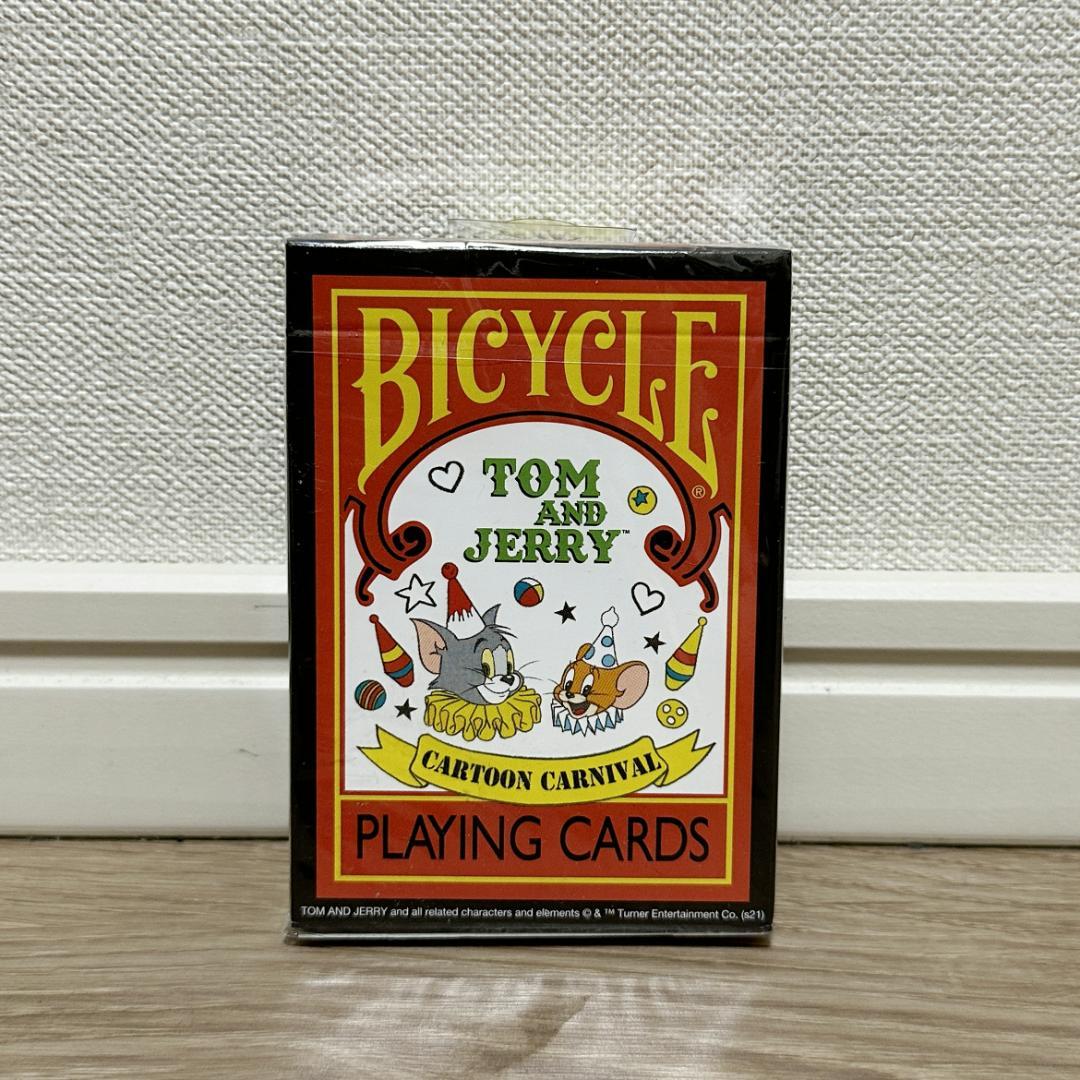 BICYCLE
®
TOM
AND
JERRY™
CARTOON CARNIVAL
PLAYING CARDS
TOM AND JERRY and all related characters and elements © & ™ Turner Entertainment Co. (s21)